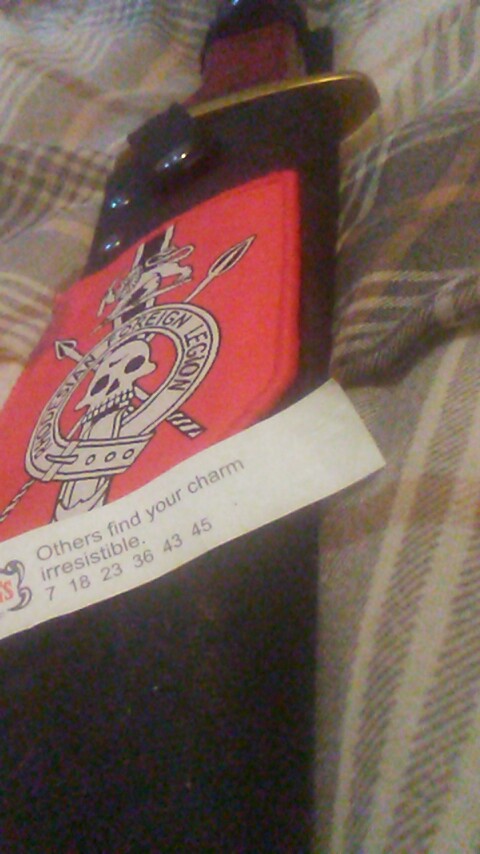 FOREIGN LEGION
Others find your charm
irresistible.
7 18 23 36 43 45